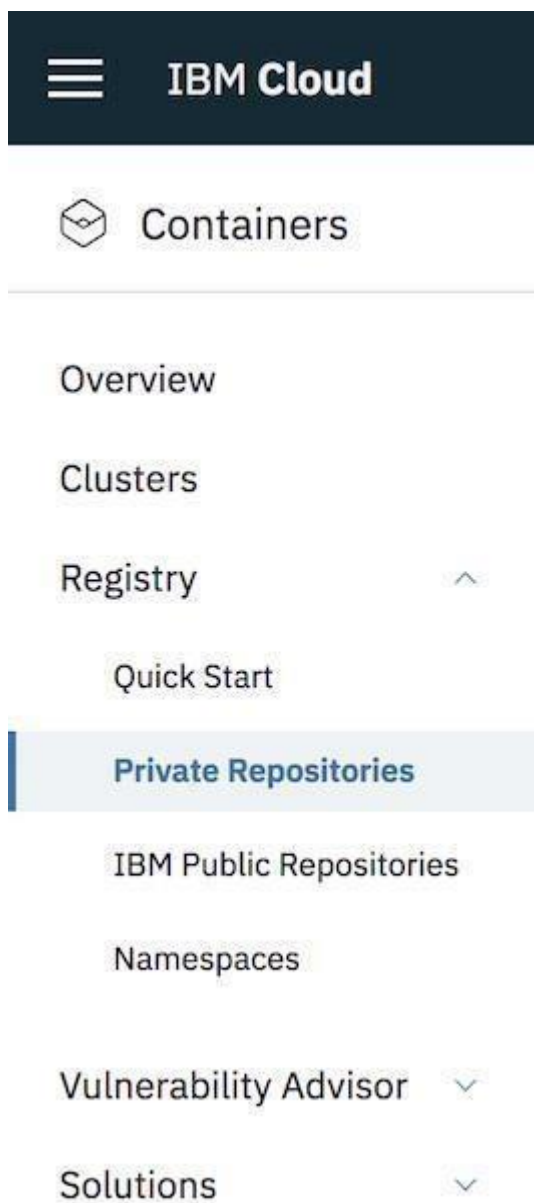 IBM Cloud
Containers
Overview
Clusters
Registry
Quick Start
Private Repositories
IBM Public Repositories
Namespaces
Vulnerability Advisor
Solutions